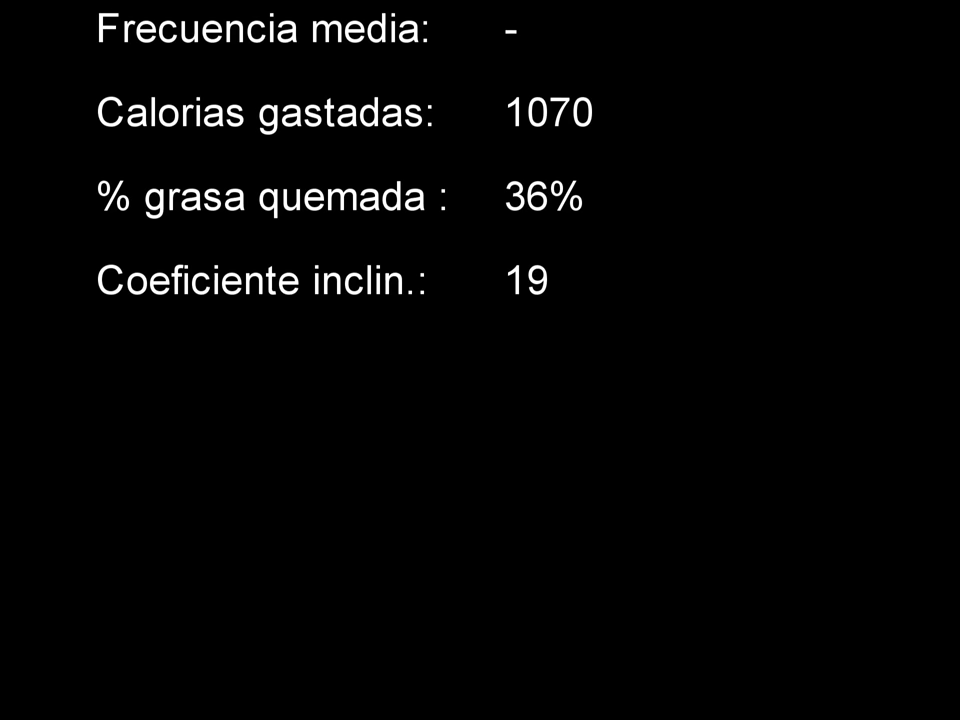 Frecuencia media: -
Calorias gastadas: 1070
% grasa quemada : 36%
Coeficiente inclin.: 19